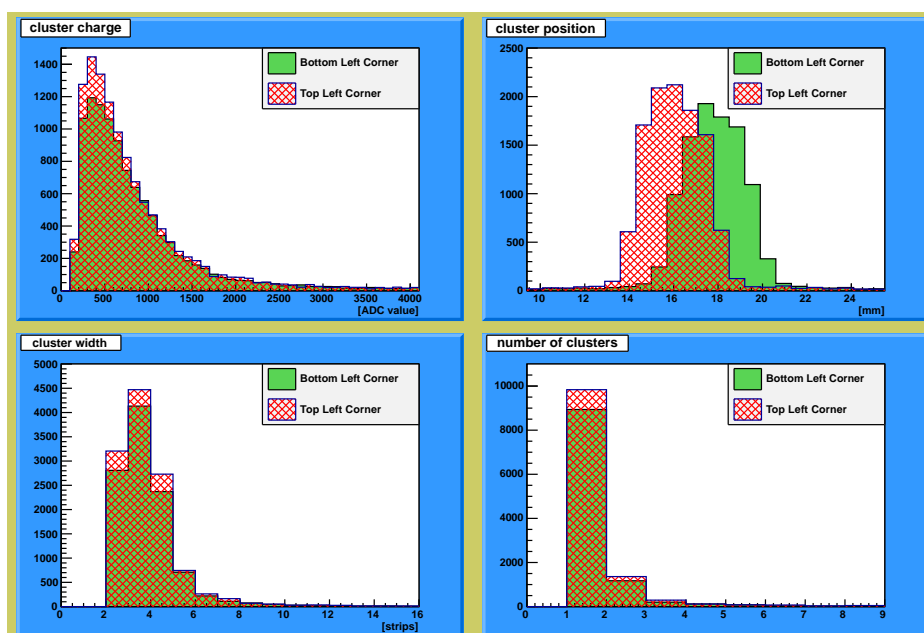 cluster charge
Bottom Left Corner
Top Left Corner
1400
1200
1000
800
600
400
200
0
0 500 1000 1500 2000 2500 3000 3500 4000
[ADC value]
cluster position
Bottom Left Corner
Top Left Corner
2500
2000
1500
1000
500
0
10 12 14 16 18 20 22 24
[mm]
cluster width
Bottom Left Corner
Top Left Corner
5000
4500
4000
3500
3000
2500
2000
1500
1000
500
0
0 2 4 6 8 10 12 14 16
[strips]
number of clusters
Bottom Left Corner
Top Left Corner
10000
8000
6000
4000
2000
0
0 1 2 3 4 5 6 7 8 9